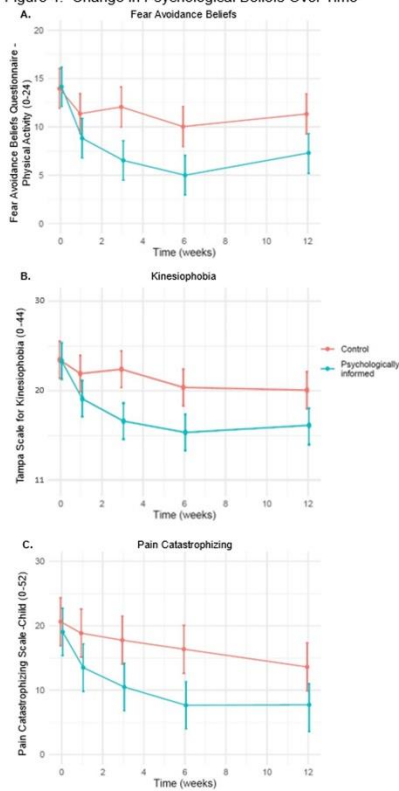 Figure 1. Change in Psychological Beliefs Over Time
A.
Fear Avoidance Beliefs
Fear Avoidance Beliefs Questionnaire -
Physical Activity (0-24)
20
15
10
5
0
0 2 4 6 8 10 12
Time (weeks)
B.
Kinesiophobia
Tampa Scale for Kinesiophobia (0-44)
30
20
11
0 2 4 6 8 10 12
Time (weeks)
Control
Psychologically
informed
C.
Pain Catastrophizing
Pain Catastrophizing Scale-Child (0-52)
30
20
10
0
0 2 4 6 8 10 12
Time (weeks)